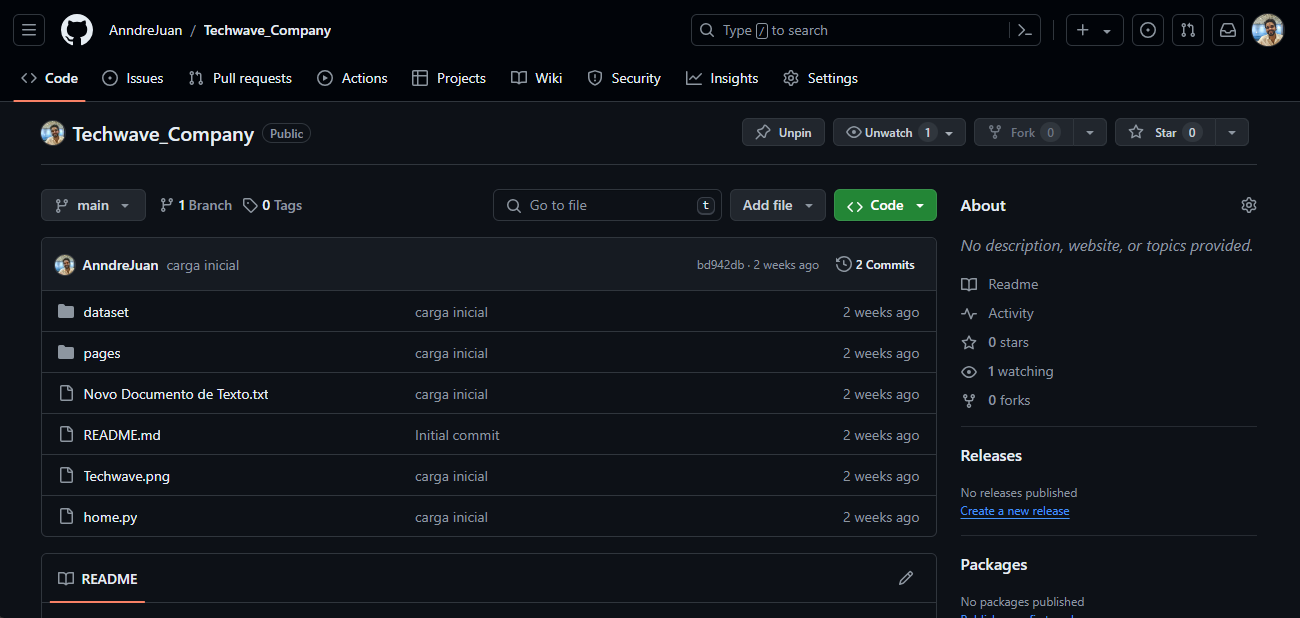 AnndreJuan / Techwave_Company
Type / to search
Code Issues Pull requests Actions Projects Wiki Security Insights Settings
Techwave_Company Public
Unpin Unwatch 1 Fork 0 Star 0
main 1 Branch 0 Tags
Go to file t Add file Code
AnndreJuan carga inicial bd942db · 2 weeks ago 2 Commits
dataset carga inicial 2 weeks ago
pages carga inicial 2 weeks ago
Novo Documento de Texto.txt carga inicial 2 weeks ago
README.md Initial commit 2 weeks ago
Techwave.png carga inicial 2 weeks ago
home.py carga inicial 2 weeks ago
README
About
No description, website, or topics provided.
Readme
Activity
0 stars
1 watching
0 forks
Releases
No releases published
Create a new release
Packages
No packages published